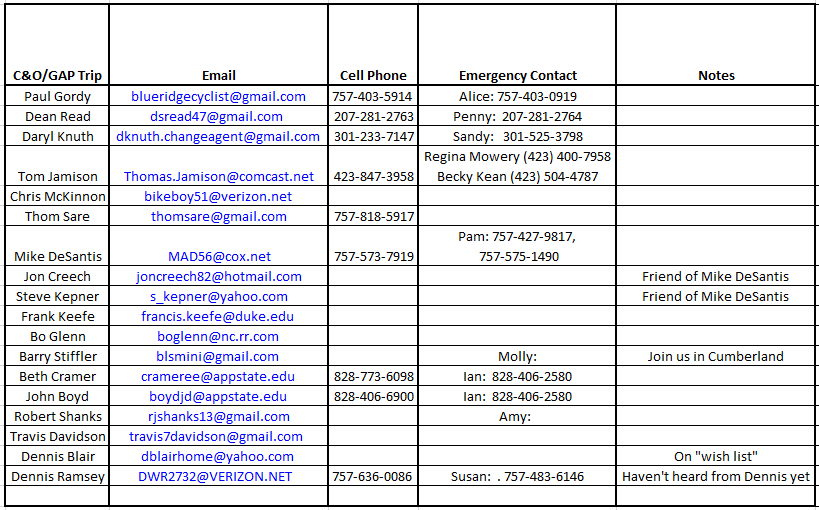 C&O/GAP Trip Email Cell Phone Emergency Contact Notes
Paul Gordy blueridgecyclist@gmail.com 757-403-5914 Alice: 757-403-0919
Dean Read dsread47@gmail.com 207-281-2763 Penny: 207-281-2764
Daryl Knuth dknuth.changeagent@gmail.com 301-233-7147 Sandy: 301-525-3798
Regina Mowery (423) 400-7958
Tom Jamison Thomas.Jamison@comcast.net 423-847-3958 Becky Kean (423) 504-4787
Chris McKinnon bikeboy51@verizon.net
Thom Sare thomsare@gmail.com 757-818-5917
Pam: 757-427-9817,
Mike DeSantis MAD56@cox.net 757-573-7919 757-575-1490
Jon Creech joncreech82@hotmail.com Friend of Mike DeSantis
Steve Kepner s_kepner@yahoo.com Friend of Mike DeSantis
Frank Keefe francis.keefe@duke.edu
Bo Glenn boglenn@nc.rr.com
Barry Stiffler blsmini@gmail.com Molly: Join us in Cumberland
Beth Cramer crameree@appstate.edu 828-773-6098 Ian: 828-406-2580
John Boyd boydjd@appstate.edu 828-406-6900 Ian: 828-406-2580
Robert Shanks rjshanks13@gmail.com Amy:
Travis Davidson travis7davidson@gmail.com
Dennis Blair dblairhome@yahoo.com On "wish list"
Dennis Ramsey DWR2732@VERIZON.NET 757-636-0086 Susan: . 757-483-6146 Haven't heard from Dennis yet